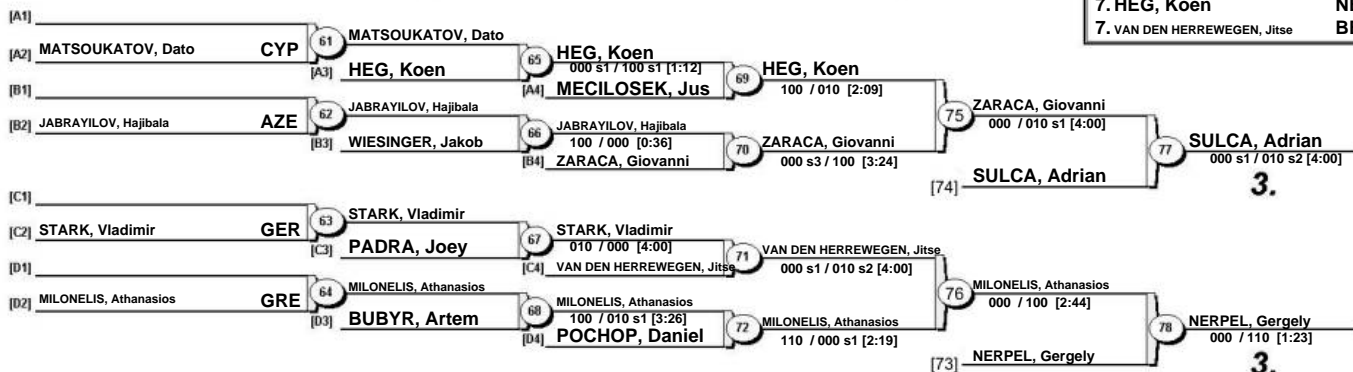 7. HEG, Koen
7. VAN DEN HERREWEGEN, Jitse
[A1]
[A2] MATSOUKATOV, Dato CYP
61 MATSOUKATOV, Dato
[A3] HEG, Koen
65 HEG, Koen
000 s1 / 100 s1 [1:12]
[A4] MECILOSEK, Jus
69 HEG, Koen
100 / 010 [2:09]
[B1]
[B2] JABRAYILOV, Hajibala AZE
62 JABRAYILOV, Hajibala
[B3] WIESINGER, Jakob
66 JABRAYILOV, Hajibala
100 / 000 [0:36]
[B4] ZARACA, Giovanni
70 ZARACA, Giovanni
000 s3 / 100 [3:24]
75 ZARACA, Giovanni
000 / 010 s1 [4:00]
[74] SULCA, Adrian
77 SULCA, Adrian
000 s1 / 010 s2 [4:00]
3.
[C1]
[C2] STARK, Vladimir GER
63 STARK, Vladimir
[C3] PADRA, Joey
67 STARK, Vladimir
010 / 000 [4:00]
[C4] VAN DEN HERREWEGEN, Jitse
71 VAN DEN HERREWEGEN, Jitse
000 s1 / 010 s2 [4:00]
[D1]
[D2] MILONELIS, Athanasios GRE
64 MILONELIS, Athanasios
[D3] BUBYR, Artem
68 MILONELIS, Athanasios
100 / 010 s1 [3:26]
[D4] POCHOP, Daniel
72 MILONELIS, Athanasios
110 / 000 s1 [2:19]
76 MILONELIS, Athanasios
000 / 100 [2:44]
[73] NERPEL, Gergely
78 NERPEL, Gergely
000 / 110 [1:23]
3.